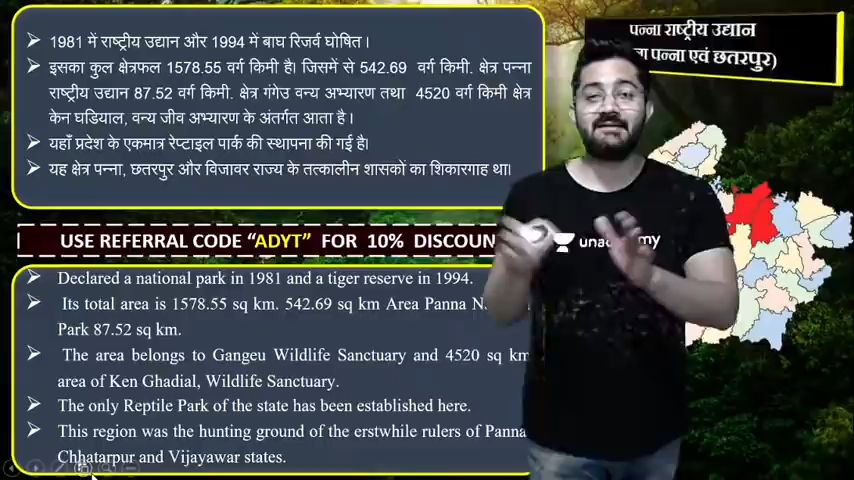 पन्ना राष्ट्रीय उद्यान
पन्ना एवं छतरपुर)
1981 में राष्ट्रीय उद्यान और 1994 में बाघ रिजर्व घोषित।
इसका कुल क्षेत्रफल 1578.55 वर्ग किमी है। जिसमें से 542.69 वर्ग किमी. क्षेत्र पन्ना
राष्ट्रीय उद्यान 87.52 वर्ग किमी. क्षेत्र गंगेउ वन्य अभ्यारण तथा 4520 वर्ग किमी क्षेत्र
केन घडियाल, वन्य जीव अभ्यारण के अंतर्गत आता है।
यहाँ प्रदेश के एकमात्र रेप्टाइल पार्क की स्थापना की गई है।
यह क्षेत्र पन्ना, छतरपुर और विजावर राज्य के तत्कालीन शासकों का शिकारगाह था।
USE REFERRAL CODE “ADYT” FOR 10% DISCOUN
Declared a national park in 1981 and a tiger reserve in 1994.
Its total area is 1578.55 sq km. 542.69 sq km Area Panna
Park 87.52 sq km.
The area belongs to Gangeu Wildlife Sanctuary and 4520 sq km
area of Ken Ghadial, Wildlife Sanctuary.
The only Reptile Park of the state has been established here.
This region was the hunting ground of the erstwhile rulers of Panna
Chhatarpur and Vijayawar states.